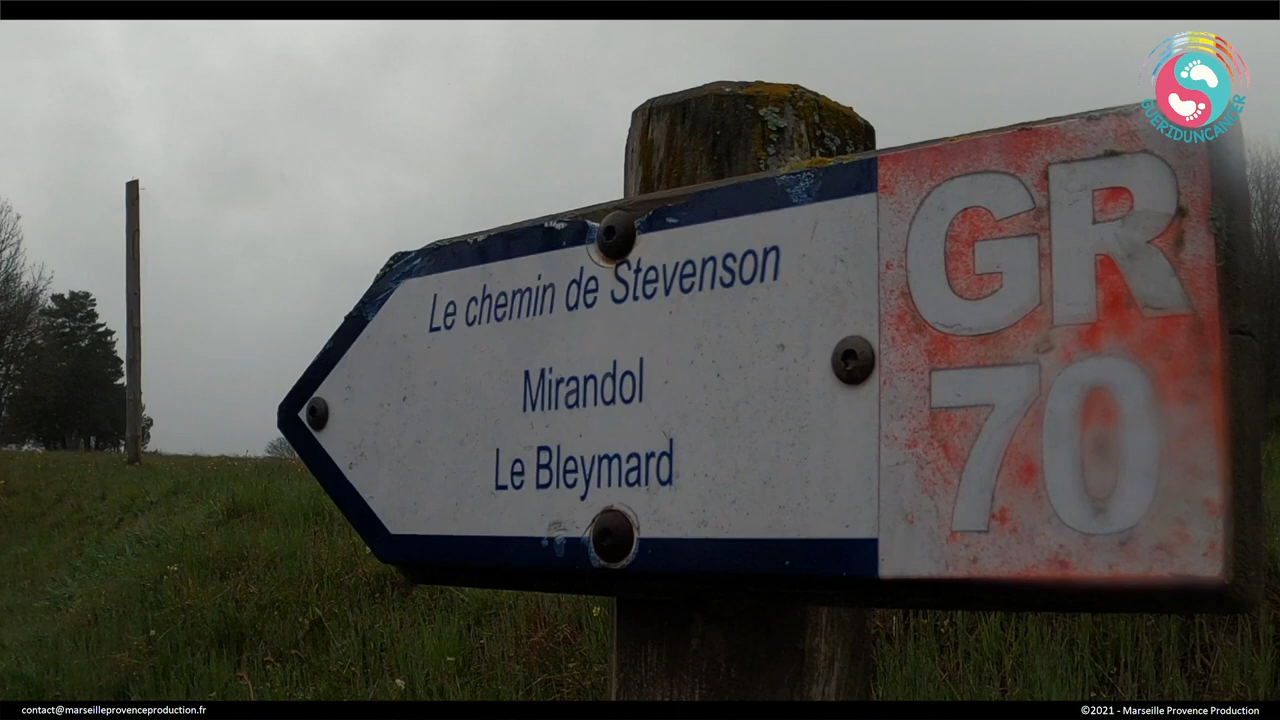 GUERIDUNCANCER
Le chemin de Stevenson
Mirandol
Le Bleymard
GR
70
contact@marseilleprovenceproduction.fr
©2021 - Marseille Provence Production